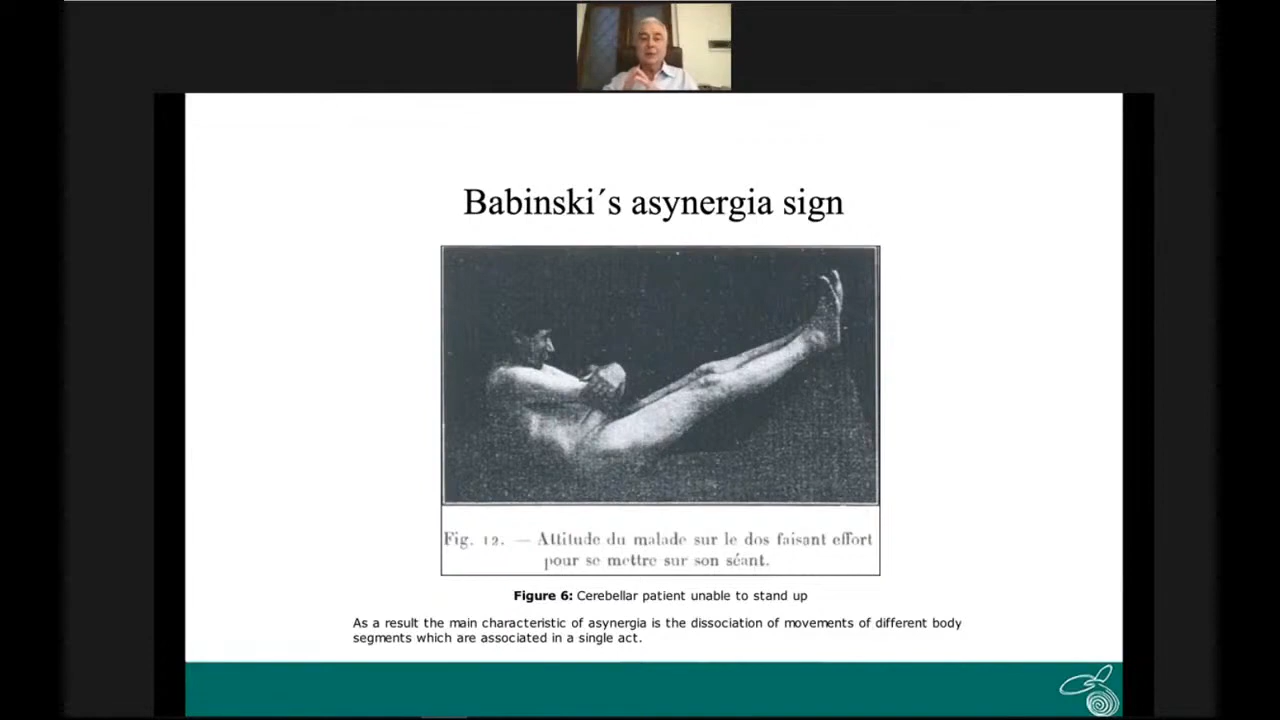 Babinski´s asynergia sign
Fig. 12. — Attitude du malade sur le dos faisant effort
pour se mettre sur son séant.
Figure 6: Cerebellar patient unable to stand up
As a result the main characteristic of asynergia is the dissociation of movements of different body
segments which are associated in a single act.